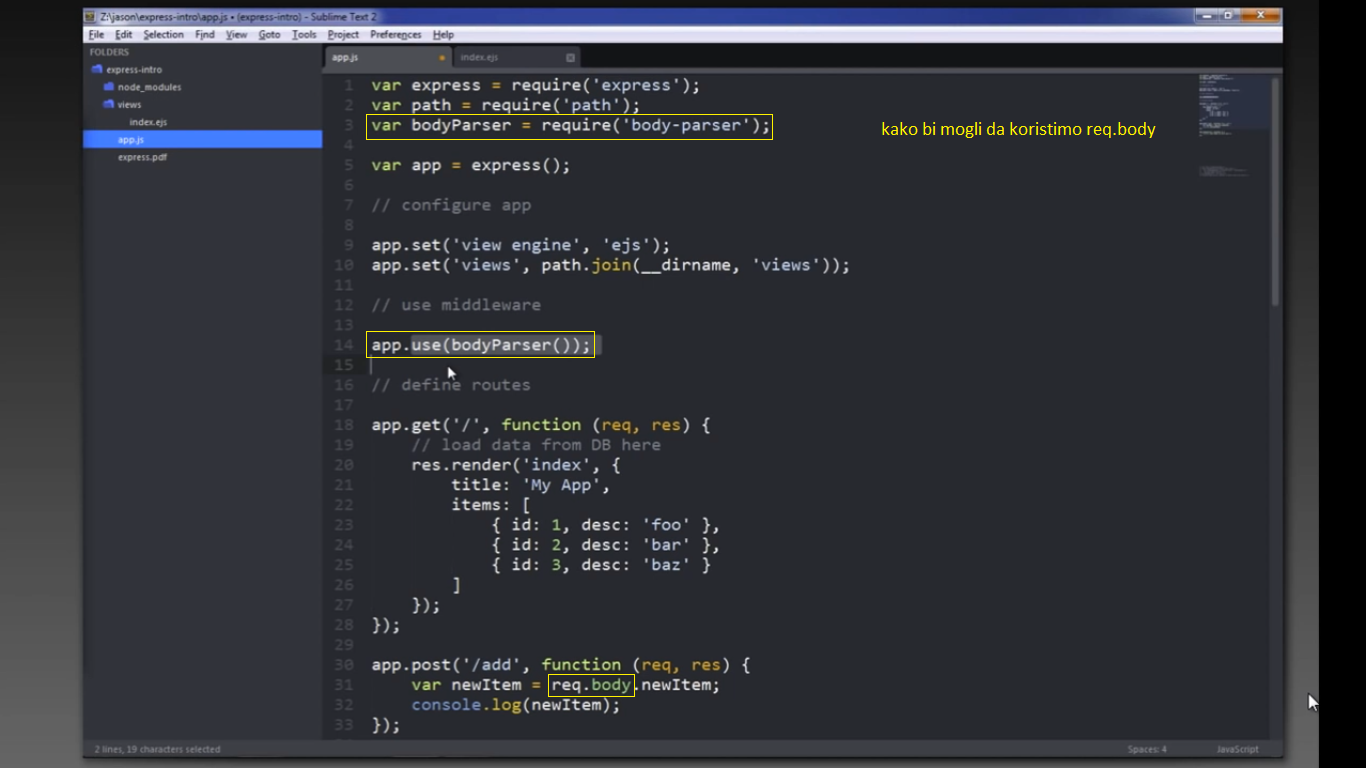 Z:\jason\express-intro\app.js • (express-intro) - Sublime Text 2
File Edit Selection Find View Goto Tools Project Preferences Help
FOLDERS
express-intro
node_modules
views
index.ejs
app.js
express.pdf
app.js index.ejs
1 var express = require('express');
2 var path = require('path');
3 var bodyParser = require('body-parser');
kako bi mogli da koristimo req.body
4
5 var app = express();
6
7 // configure app
8
9 app.set('view engine', 'ejs');
10 app.set('views', path.join(__dirname, 'views'));
11
12 // use middleware
13
14 app.use(bodyParser());
15
16 // define routes
17
18 app.get('/', function (req, res) {
19 // load data from DB here
20 res.render('index', {
21 title: 'My App',
22 items: [
23 { id: 1, desc: 'foo' },
24 { id: 2, desc: 'bar' },
25 { id: 3, desc: 'baz' }
26 ]
27 });
28 });
29
30 app.post('/add', function (req, res) {
31 var newItem = req.body.newItem;
32 console.log(newItem);
33 });
2 lines, 19 characters selected
Spaces: 4 JavaScript